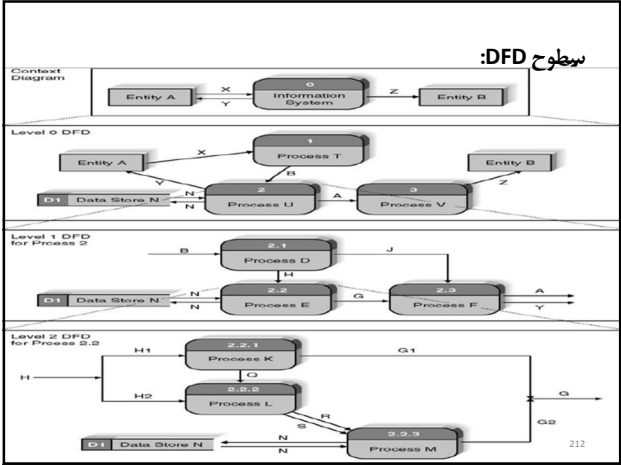 سطوح DFD:
Context
Diagram
0
Entity A
X
Y
Information
System
Z
Entity B
Level 0 DFD
1
Process T
Entity A
X
Entity B
B
Y
Z
D1 Data Store N
N
N
2
Process U
A
3
Process V
Level 1 DFD
for Prcess 2
B
2.1
Process D
J
H
D1 Data Store N
N
N
2.2
Process E
G
2.3
Process F
A
Y
Level 2 DFD
for Prcess 2.2
H1
2.2.1
Process K
G1
Q
H
H2
2.2.2
Process L
G
R
S
G2
D1 Data Store N
N
N
2.2.3
Process M
212